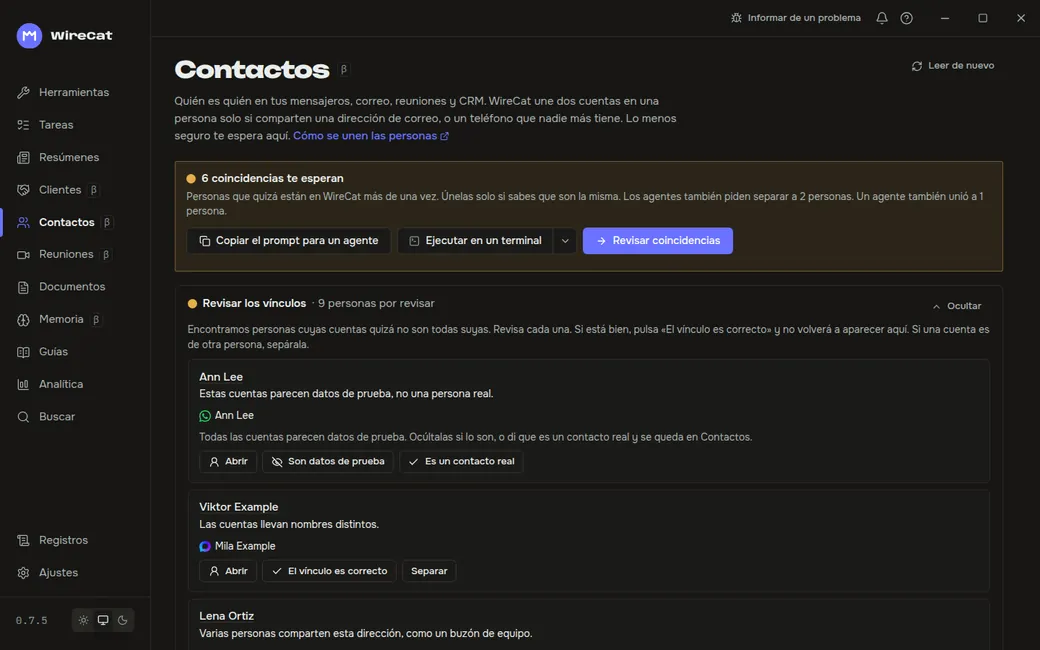 WireCat
Informar de un problema
Herramientas
Tareas
Resúmenes
Clientes β
Contactos β
Reuniones β
Documentos
Memoria β
Guías
Analítica
Buscar
Registros
Ajustes
0.7.5
Contactos β
Leer de nuevo
Quién es quién en tus mensajeros, correo, reuniones y CRM. WireCat une dos cuentas en una
persona solo si comparten una dirección de correo, o un teléfono que nadie más tiene. Lo menos
seguro te espera aquí. Cómo se unen las personas
6 coincidencias te esperan
Personas que quizá están en WireCat más de una vez. Únelas solo si sabes que son la misma. Los agentes también piden separar a 2 personas. Un agente también unió a 1
persona.
Copiar el prompt para un agente
Ejecutar en un terminal
Revisar coincidencias
Revisar los vínculos · 9 personas por revisar
Ocultar
Encontramos personas cuyas cuentas quizá no son todas suyas. Revisa cada una. Si está bien, pulsa «El vínculo es correcto» y no volverá a aparecer aquí. Si una cuenta es
de otra persona, sepárala.
Ann Lee
Estas cuentas parecen datos de prueba, no una persona real.
Ann Lee
Todas las cuentas parecen datos de prueba. Ocúltalas si lo son, o di que es un contacto real y se queda en Contactos.
Abrir
Son datos de prueba
Es un contacto real
Viktor Example
Las cuentas llevan nombres distintos.
Mila Example
Abrir
El vínculo es correcto
Separar
Lena Ortiz
Varias personas comparten esta dirección, como un buzón de equipo.